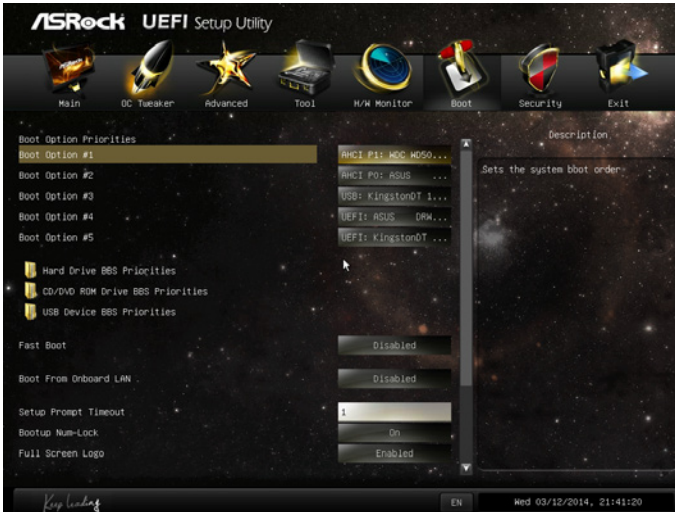 ASRock UEFI Setup Utility
Main OC Tweaker Advanced Tool H/W Monitor Boot Security Exit
Boot Option Priorities
Boot Option #1 AHCI P1: WDC WD50...
Boot Option #2 AHCI P0: ASUS ...
Boot Option #3 USB: KingstonDT 1...
Boot Option #4 UEFI: ASUS DRW...
Boot Option #5 UEFI: KingstonDT ...
Hard Drive BBS Priorities
CD/DVD ROM Drive BBS Priorities
USB Device BBS Priorities
Fast Boot Disabled
Boot From Onboard LAN Disabled
Setup Prompt Timeout 1
Bootup Num-Lock On
Full Screen Logo Enabled
Description
Sets the system boot order
Keep leading
EN Wed 03/12/2014, 21:41:20